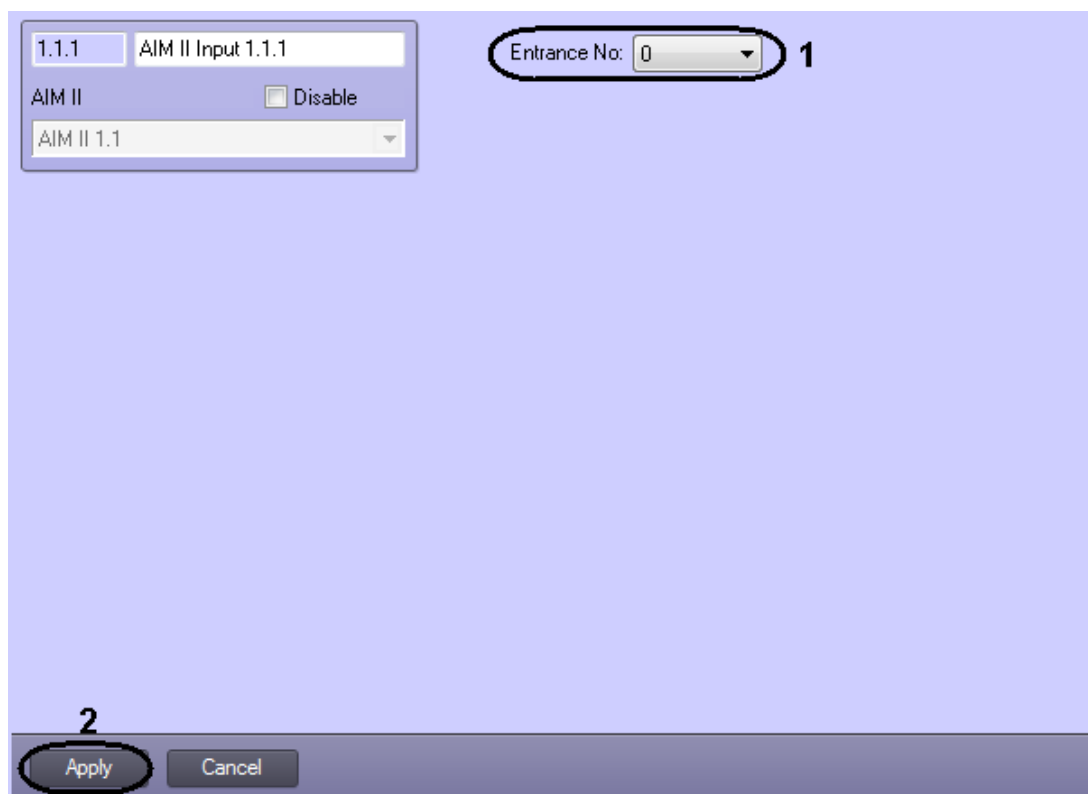 1.1.1 AIM II Input 1.1.1 Entrance No: 0 1
AIM II Disable
AIM II 1.1
2
Apply Cancel